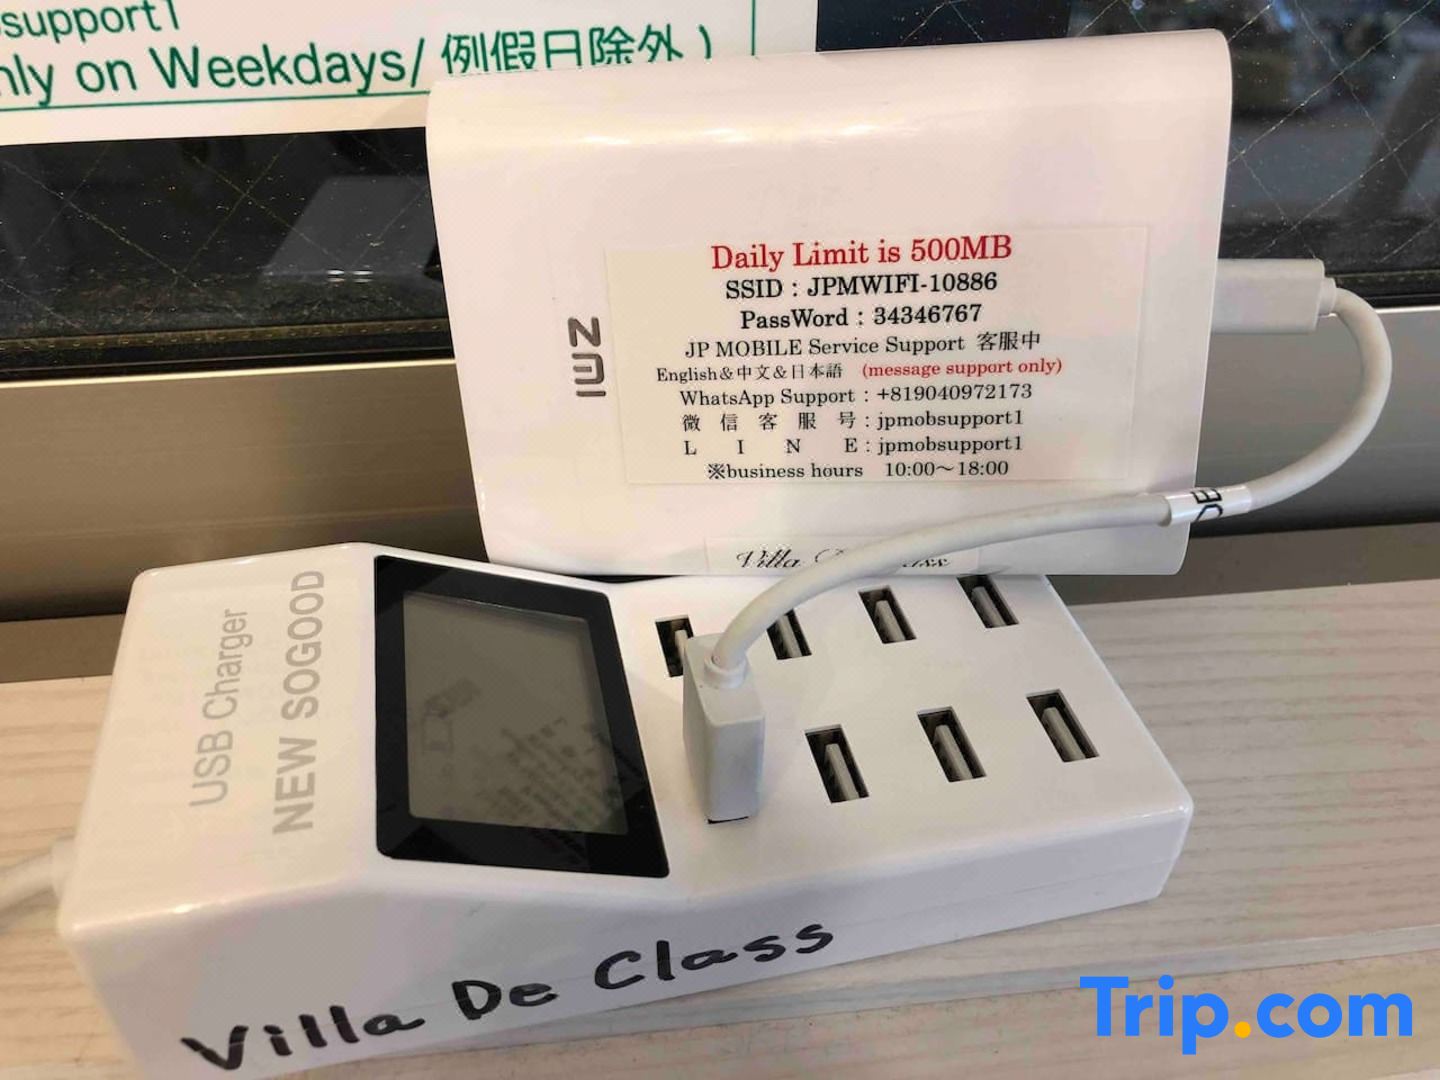 support1
nly on Weekdays/ 例假日除外）
ZMI
Daily Limit is 500MB
SSID : JPMWIFI-10886
PassWord : 34346767
JP MOBILE Service Support 客服中
English&中文&日本語 (message support only)
WhatsApp Support : +819040972173
微信客服号 : jpmobsupport1
LINE : jpmobsupport1
※business hours 10:00～18:00
Villa
USB Charger
NEW SOGOOD
Villa De Class
Trip.com